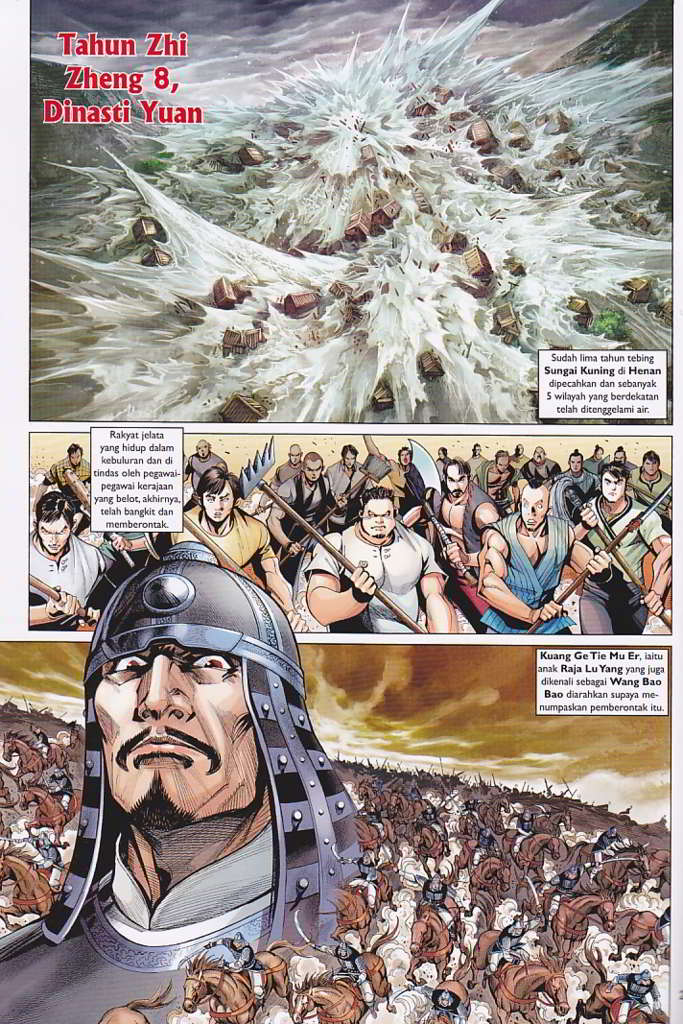 Tahun Zhi
Zheng 8,
Dinasti Yuan
Sudah lima tahun tebing
Sungai Kuning di Henan
dipecahkan dan sebanyak
5 wilayah yang berdekatan
telah ditenggelami air.
Rakyat jelata
yang hidup dalam
kebuluran dan di
tindas oleh pegawai-
pegawai kerajaan
yang belot, akhirnya,
telah bangkit dan
memberontak.
Kuang Ge Tie Mu Er, iaitu
anak Raja Lu Yang yang juga
dikenali sebagai Wang Bao
Bao diarahkan supaya me-
numpaskan pemberontak itu.